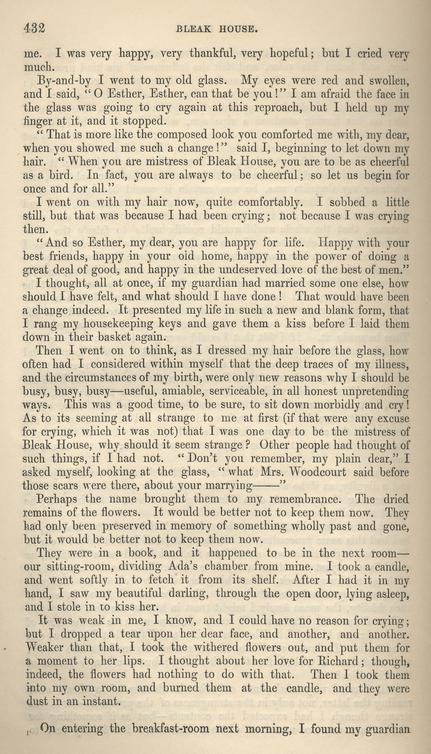 432
BLEAK HOUSE.
me. I was very happy, very thankful, very hopeful; but I cried very
much.
By-and-by I went to my old glass. My eyes were red and swollen,
and I said, “O Esther, Esther, can that be you!” I am afraid the face in
the glass was going to cry again at this reproach, but I held up my
finger at it, and it stopped.
“That is more like the composed look you comforted me with, my dear,
when you showed me such a change!” said I, beginning to let down my
hair. “When you are mistress of Bleak House, you are to be as cheerful
as a bird. In fact, you are always to be cheerful; so let us begin for
once and for all.”
I went on with my hair now, quite comfortably. I sobbed a little
still, but that was because I had been crying; not because I was crying
then.
“And so Esther, my dear, you are happy for life. Happy with your
best friends, happy in your old home, happy in the power of doing a
great deal of good, and happy in the undeserved love of the best of men.”
I thought, all at once, if my guardian had married some one else, how
should I have felt, and what should I have done! That would have been
a change indeed. It presented my life in such a new and blank form, that
I rang my housekeeping keys and gave them a kiss before I laid them
down in their basket again.
Then I went on to think, as I dressed my hair before the glass, how
often had I considered within myself that the deep traces of my illness,
and the circumstances of my birth, were only new reasons why I should be
busy, busy, busy—useful, amiable, serviceable, in all honest unpretending
ways. This was a good time, to be sure, to sit down morbidly and cry!
As to its seeming at all strange to me at first (if that were any excuse
for crying, which it was not) that I was one day to be the mistress of
Bleak House, why should it seem strange? Other people had thought of
such things, if I had not. “Don’t you remember, my plain dear,” I
asked myself, looking at the glass, “what Mrs. Woodcourt said before
those scars were there, about your marrying——”
Perhaps the name brought them to my remembrance. The dried
remains of the flowers. It would be better not to keep them now. They
had only been preserved in memory of something wholly past and gone,
but it would be better not to keep them now.
They were in a book, and it happened to be in the next room—
our sitting-room, dividing Ada’s chamber from mine. I took a candle,
and went softly in to fetch it from its shelf. After I had it in my
hand, I saw my beautiful darling, through the open door, lying asleep,
and I stole in to kiss her.
It was weak in me, I know, and I could have no reason for crying;
but I dropped a tear upon her dear face, and another, and another.
Weaker than that, I took the withered flowers out, and put them for
a moment to her lips. I thought about her love for Richard; though,
indeed, the flowers had nothing to do with that. Then I took them
into my own room, and burned them at the candle, and they were
dust in an instant.
On entering the breakfast-room next morning, I found my guardian